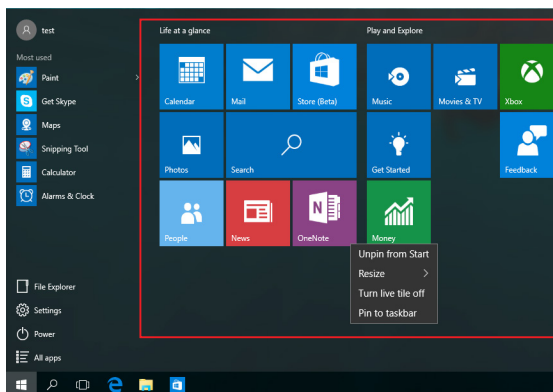 test
Most used
Paint
Get Skype
Maps
Snipping Tool
Calculator
Alarms & Clock
File Explorer
Settings
Power
All apps
Life at a glance
Calendar
Mail
Store (Beta)
Photos
Search
People
News
OneNote
Play and Explore
Music
Movies & TV
Xbox
Get Started
Feedback
Money
Unpin from Start
Resize
Turn live tile off
Pin to taskbar